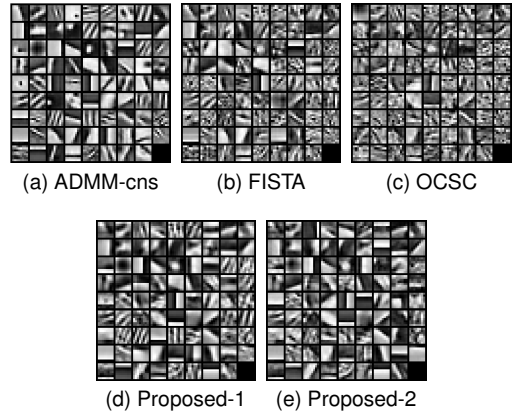 (a) ADMM-cns
(b) FISTA
(c) OCSC
(d) Proposed-1
(e) Proposed-2